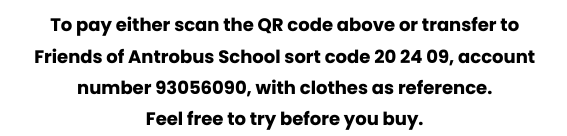 To pay either scan the QR code above or transfer to
Friends of Antrobus School sort code 20 24 09, account
number 93056090, with clothes as reference.
Feel free to try before you buy.